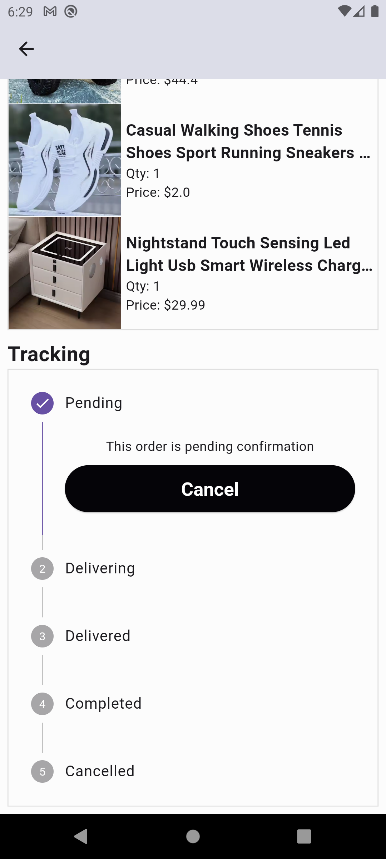 6:29
Price: $44.4
Casual Walking Shoes Tennis
Shoes Sport Running Sneakers ...
Qty: 1
Price: $2.0
Nightstand Touch Sensing Led
Light Usb Smart Wireless Charg...
Qty: 1
Price: $29.99
Tracking
Pending
This order is pending confirmation
Cancel
2 Delivering
3 Delivered
4 Completed
5 Cancelled